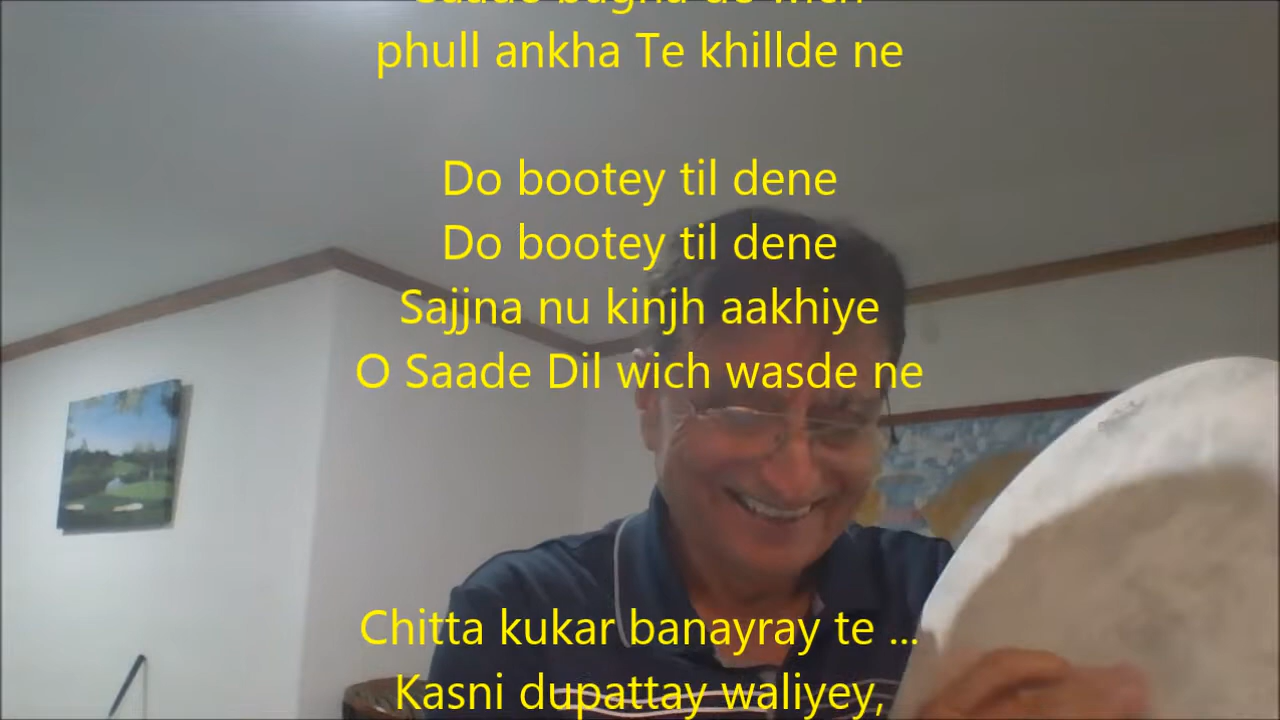 phull ankha Te khillde ne
Do bootey til dene
Do bootey til dene
Sajjna nu kinjh aakhiye
O Saade Dil wich wasde ne
Chitta kukar banayray te ...
Kasni dupattay waliyey,